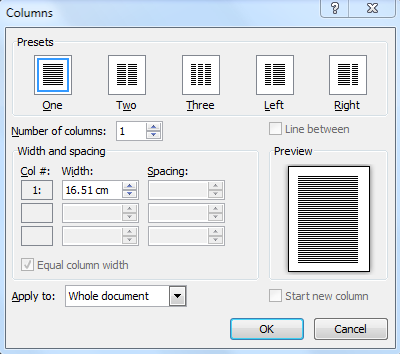 Columns
Presets
One Two Three Left Right
Number of columns: 1 Line between
Width and spacing Preview
Col #: Width: Spacing:
1: 16.51 cm
Equal column width
Apply to: Whole document Start new column
OK Cancel